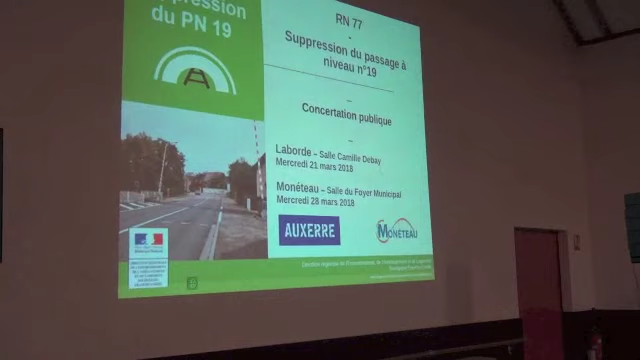 ppression
du PN 19
RN 77
-
Suppression du passage à
niveau n°19
-
Concertation publique
-
Laborde – Salle Camille Debay
Mercredi 21 mars 2018
Monéteau – Salle du Foyer Municipal
Mercredi 28 mars 2018
AUXERRE
MONÉTEAU